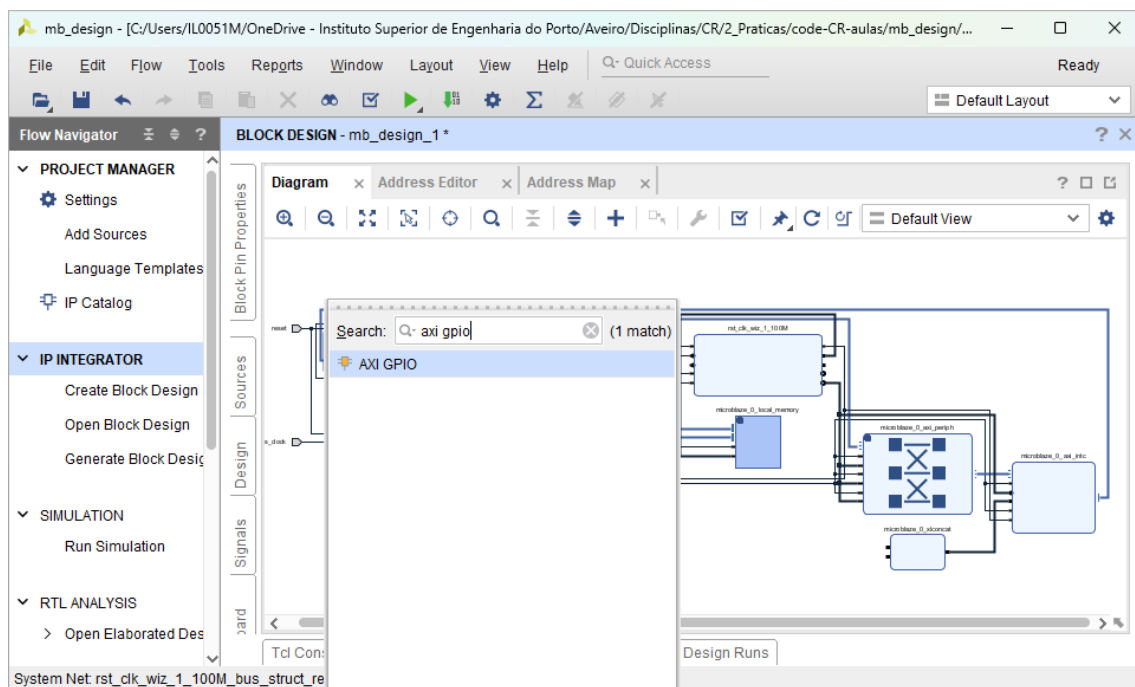 mb_design - [C:/Users/IL0051M/OneDrive - Instituto Superior de Engenharia do Porto/Aveiro/Disciplinas/CR/2_Praticas/code-CR-aulas/mb_design/...
File Edit Flow Tools Reports Window Layout View Help Quick Access Ready
Default Layout
Flow Navigator
BLOCK DESIGN - mb_design_1 *
PROJECT MANAGER
Settings
Add Sources
Language Templates
IP Catalog
IP INTEGRATOR
Create Block Design
Open Block Design
Generate Block Desig
SIMULATION
Run Simulation
RTL ANALYSIS
Open Elaborated Des
Block Pin Properties
Sources
Design
Signals
ard
Diagram Address Editor Address Map
Default View
reset
s_clock
Search: axi gpio (1 match)
AXI GPIO
rst_clk_wiz_1_100M
microblaze_0_local_memory
microblaze_0_axi_periph
microblaze_0_axi_intc
microblaze_0_xlconcat
Tcl Cons Design Runs
System Net: rst_clk_wiz_1_100M_bus_struct_re